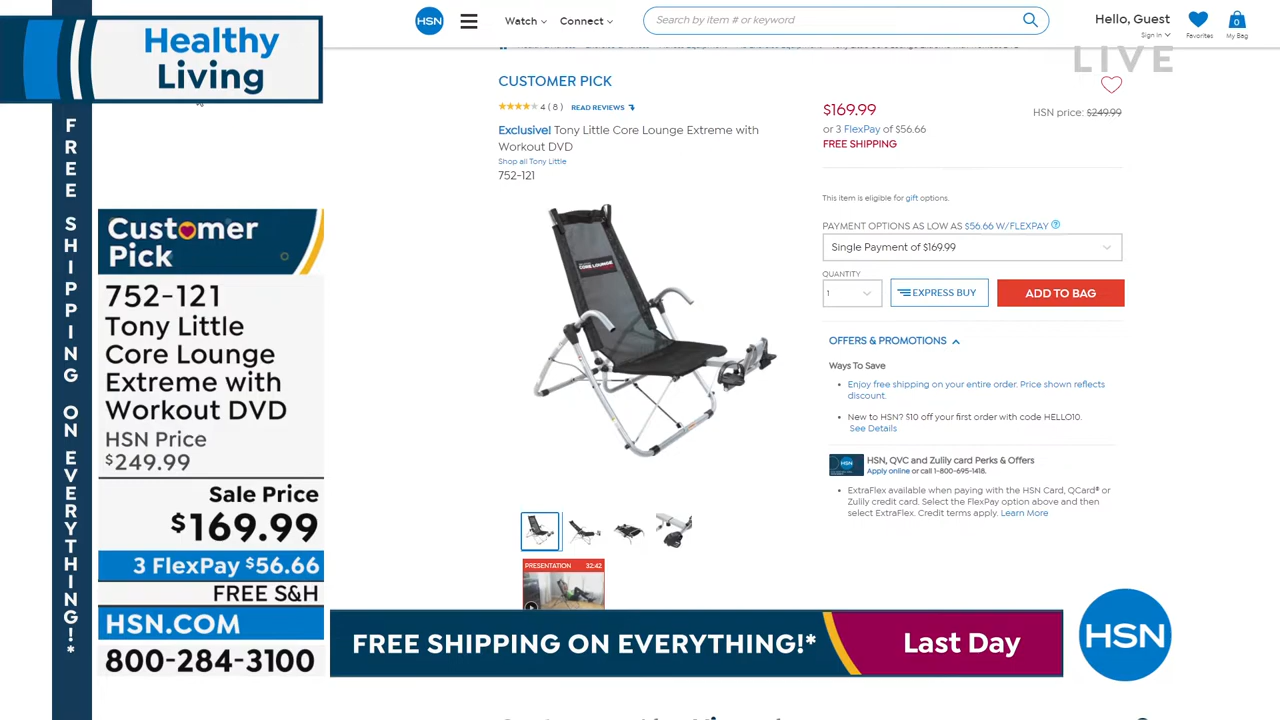 Healthy
Living
FREE SHIPPING ON EVERYTHING!*
Customer
Pick
752-121
Tony Little
Core Lounge
Extreme with
Workout DVD
HSN Price
$249.99
Sale Price
$169.99
3 FlexPay $56.66
FREE S&H
HSN.COM
800-284-3100
HSN
Watch
Connect
Search by item # or keyword
Hello, Guest
Sign in
Favorites
0
My Bag
LIVE
CUSTOMER PICK
4 ( 8 ) READ REVIEWS
Exclusive! Tony Little Core Lounge Extreme with
Workout DVD
Shop all Tony Little
752-121
CORE LOUNGE
$169.99
HSN price: $249.99
or 3 FlexPay of $56.66
FREE SHIPPING
This item is eligible for gift options.
PAYMENT OPTIONS AS LOW AS $56.66 W/FLEXPAY ?
Single Payment of $169.99
QUANTITY
1
EXPRESS BUY
ADD TO BAG
OFFERS & PROMOTIONS
Ways To Save
• Enjoy free shipping on your entire order. Price shown reflects
discount.
• New to HSN? $10 off your first order with code HELLO10.
See Details
HSN
HSN, QVC and Zulily card Perks & Offers
Apply online or call 1-800-695-1418.
• ExtraFlex available when paying with the HSN Card, QCard® or
Zulily credit card. Select the FlexPay option above and then
select ExtraFlex. Credit terms apply. Learn More
PRESENTATION 32:42
FREE SHIPPING ON EVERYTHING!*
Last Day
HSN